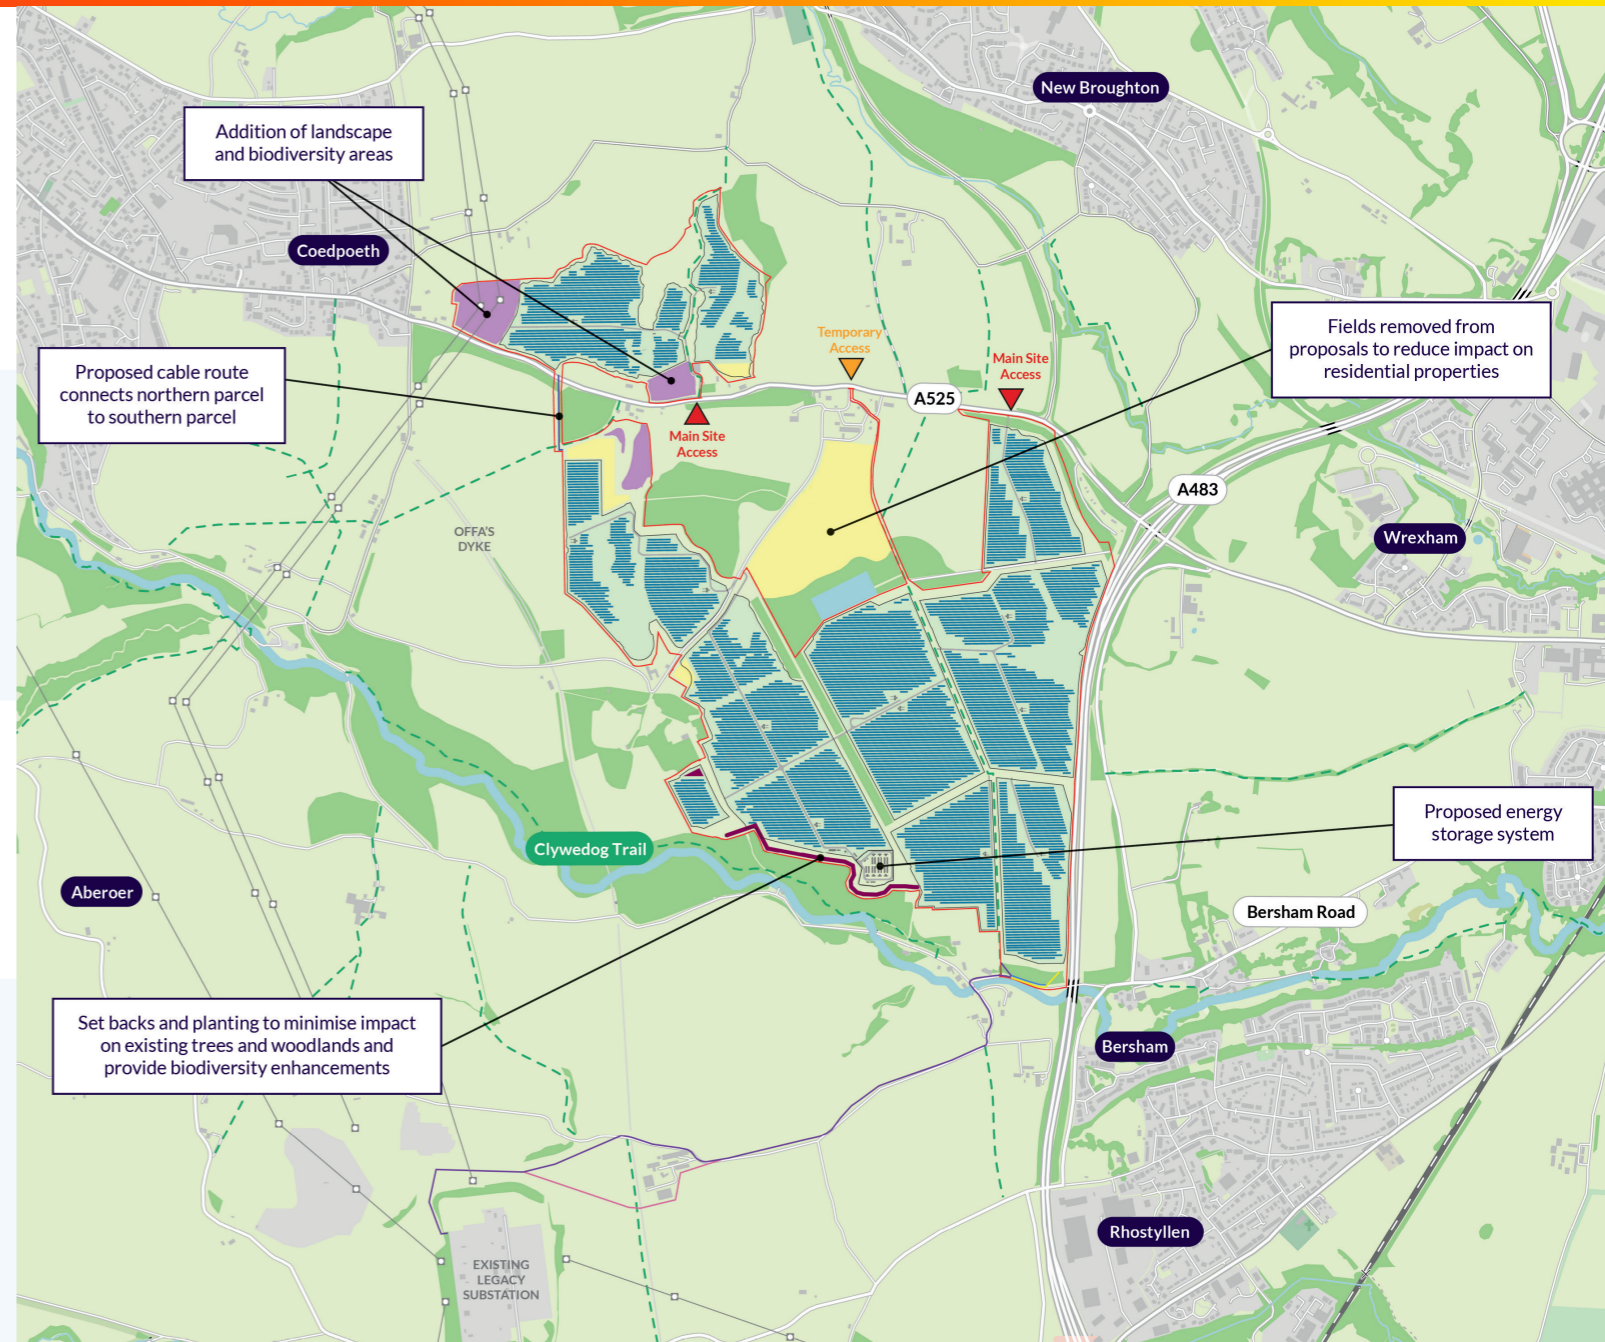 New Broughton
Addition of landscape
and biodiversity areas
Coedpoeth
Fields removed from
proposals to reduce impact on
residential properties
Temporary
Access
Main Site
Access
Proposed cable route
connects northern parcel
to southern parcel
A525
Main Site
Access
A483
OFFA'S
DYKE
Wrexham
Proposed energy
storage system
Clywedog Trail
Aberoer
Bersham Road
Set backs and planting to minimise impact
on existing trees and woodlands and
provide biodiversity enhancements
Bersham
Rhostyllen
EXISTING
LEGACY
SUBSTATION